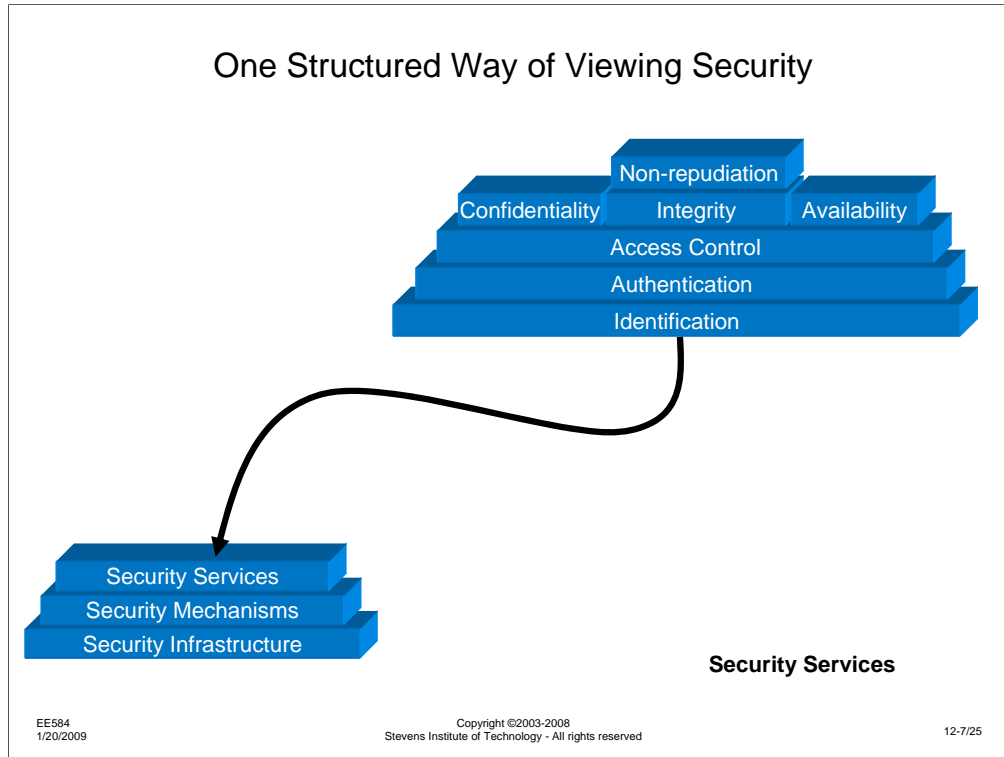 One Structured Way of Viewing Security
Non-repudiation
Confidentiality Integrity Availability
Access Control
Authentication
Identification
Security Services
Security Mechanisms
Security Infrastructure
Security Services
EE584
1/20/2009
Copyright ©2003-2008
Stevens Institute of Technology - All rights reserved
12-7/25